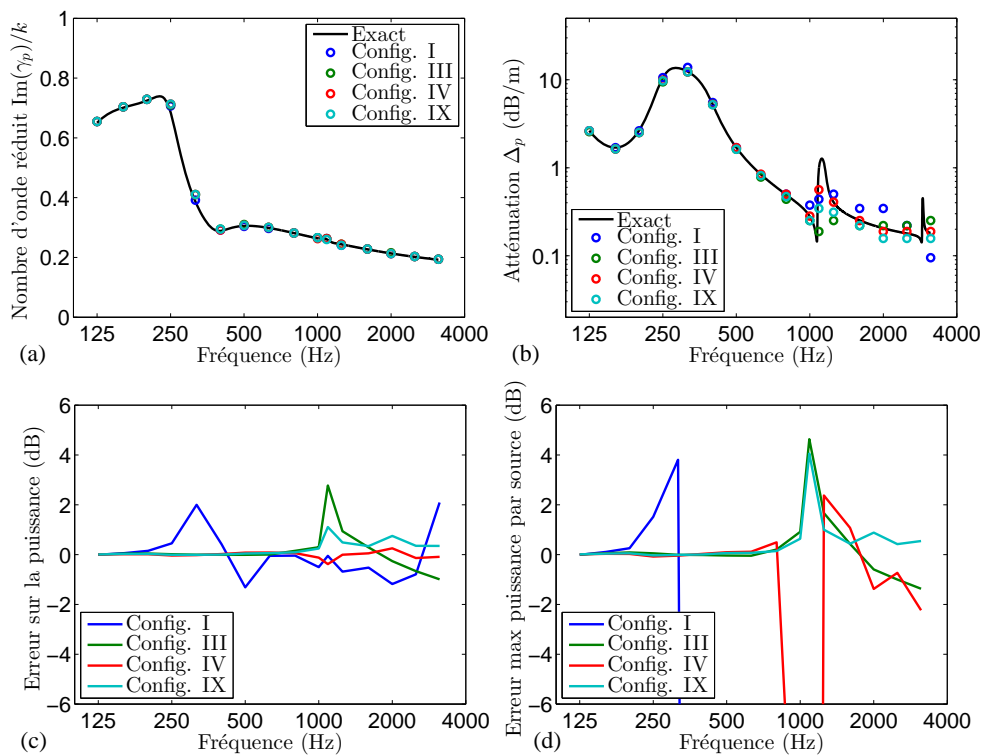 Nombre d'onde réduit Im(γp)/k
1
0.8
0.6
0.4
0.2
0
125 250 500 1000 2000 4000
Fréquence (Hz)
(a)
Exact
Config. I
Config. III
Config. IV
Config. IX
Atténuation Δp (dB/m)
10
1
0.1
125 250 500 1000 2000 4000
Fréquence (Hz)
(b)
Exact
Config. I
Config. III
Config. IV
Config. IX
Erreur sur la puissance (dB)
6
4
2
0
−2
−4
−6
125 250 500 1000 2000 4000
Fréquence (Hz)
(c)
Config. I
Config. III
Config. IV
Config. IX
Erreur max puissance par source (dB)
6
4
2
0
−2
−4
−6
125 250 500 1000 2000 4000
Fréquence (Hz)
(d)
Config. I
Config. III
Config. IV
Config. IX